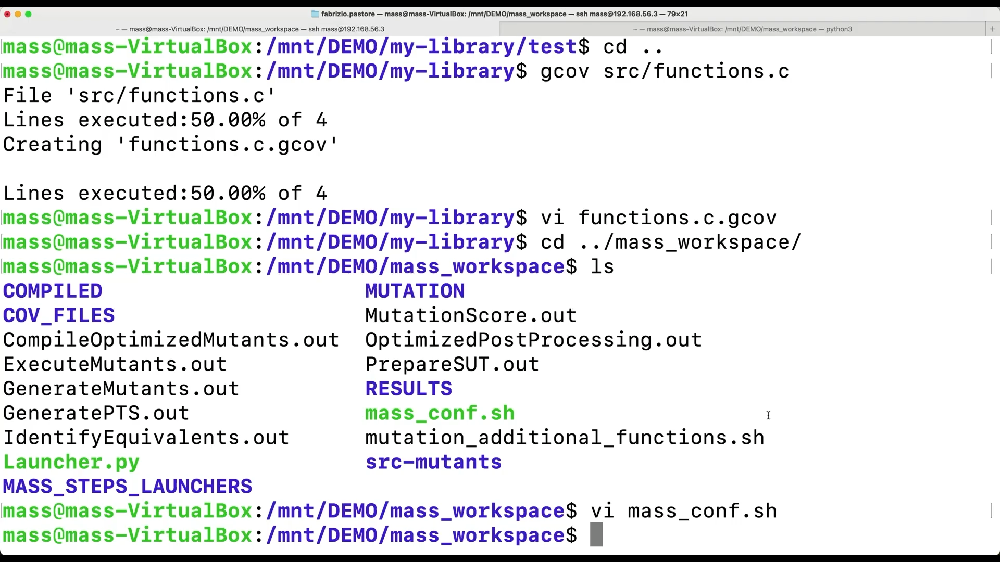 fabrizio.pastore — mass@mass-VirtualBox: /mnt/DEMO/mass_workspace — ssh mass@192.168.56.3 — 79×21
~ — mass@mass-VirtualBox: /mnt/DEMO/mass_workspace — ssh mass@192.168.56.3
~ — mass@mass-VirtualBox: /mnt/DEMO/mass_workspace — python3 +
mass@mass-VirtualBox:/mnt/DEMO/my-library/test$ cd ..
mass@mass-VirtualBox:/mnt/DEMO/my-library$ gcov src/functions.c
File 'src/functions.c'
Lines executed:50.00% of 4
Creating 'functions.c.gcov'
Lines executed:50.00% of 4
mass@mass-VirtualBox:/mnt/DEMO/my-library$ vi functions.c.gcov
mass@mass-VirtualBox:/mnt/DEMO/my-library$ cd ../mass_workspace/
mass@mass-VirtualBox:/mnt/DEMO/mass_workspace$ ls
COMPILED MUTATION
COV_FILES MutationScore.out
CompileOptimizedMutants.out OptimizedPostProcessing.out
ExecuteMutants.out PrepareSUT.out
GenerateMutants.out RESULTS
GeneratePTS.out mass_conf.sh
IdentifyEquivalents.out mutation_additional_functions.sh
Launcher.py src-mutants
MASS_STEPS_LAUNCHERS
mass@mass-VirtualBox:/mnt/DEMO/mass_workspace$ vi mass_conf.sh
mass@mass-VirtualBox:/mnt/DEMO/mass_workspace$